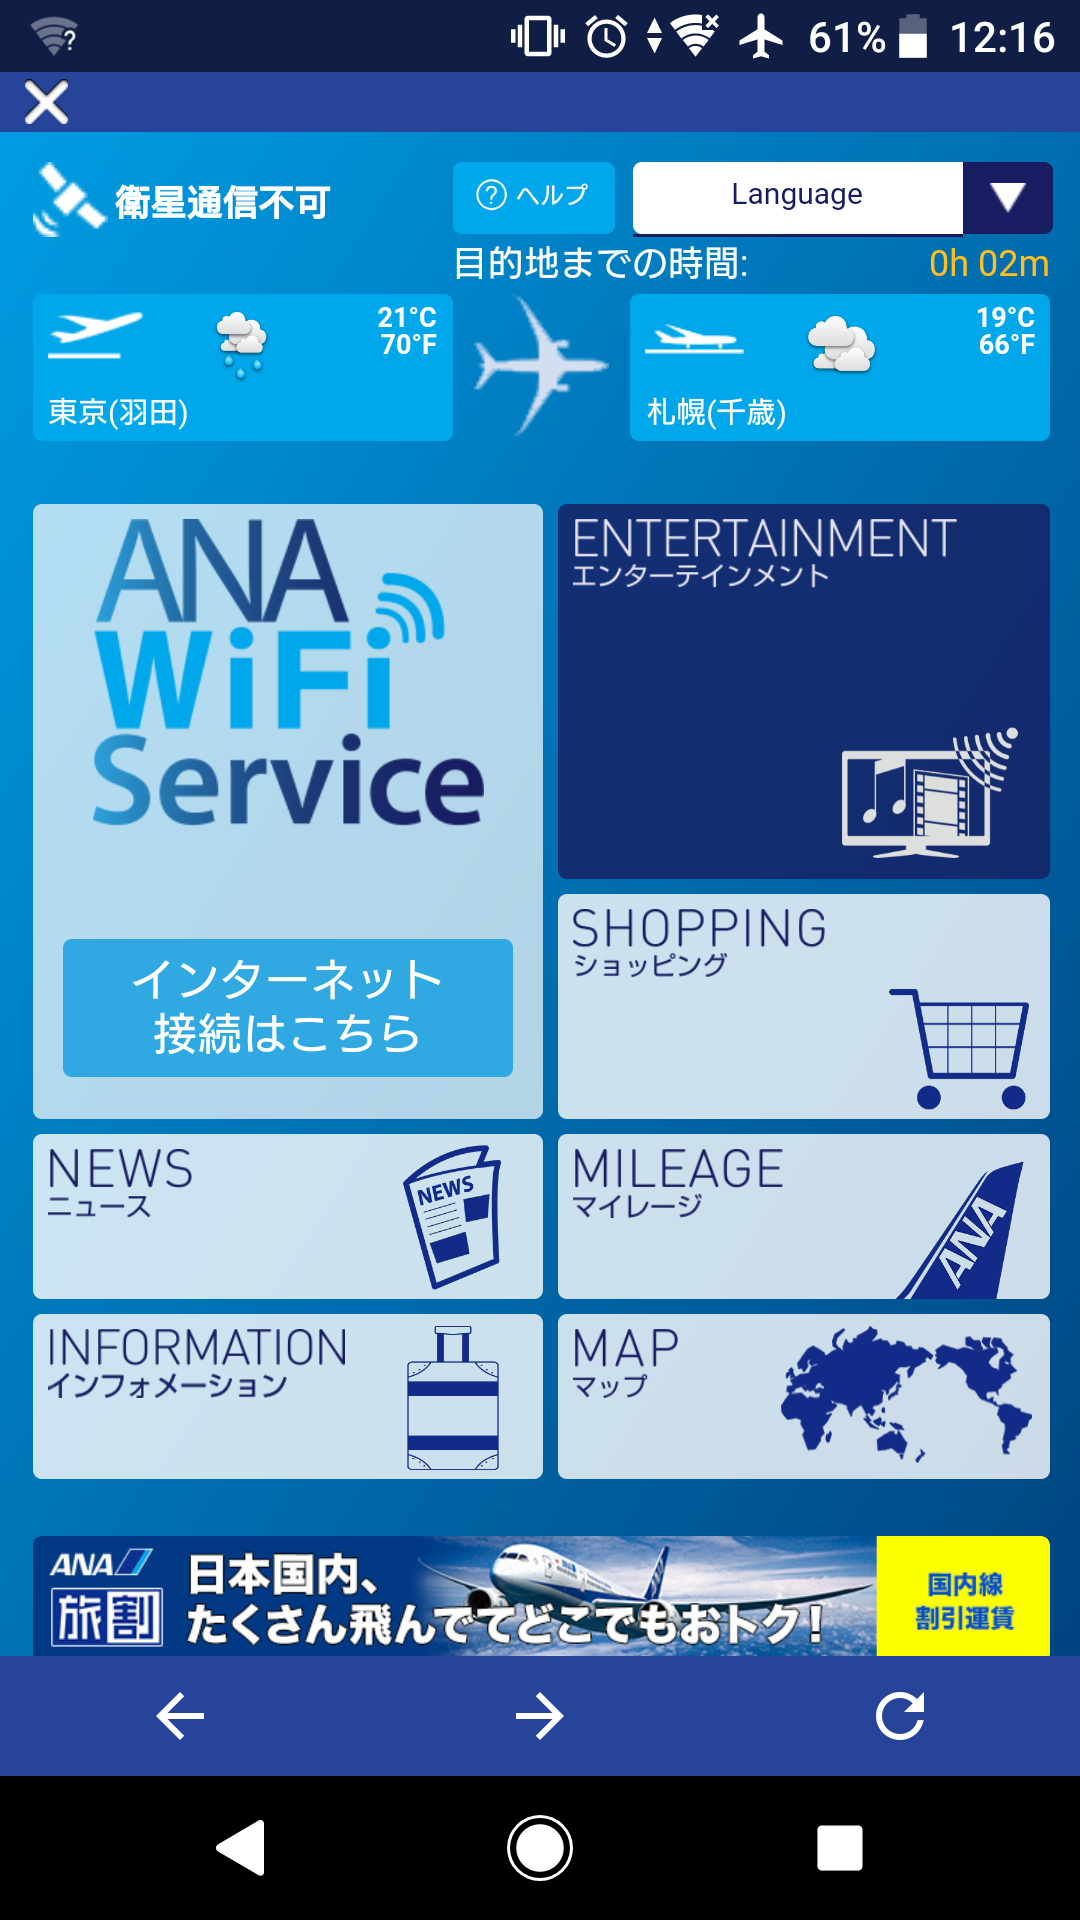 61% 12:16
衛星通信不可
ヘルプ
Language
目的地までの時間: 0h 02m
21°C
70°F
東京(羽田)
19°C
66°F
札幌(千歳)
ANA
WiFi
Service
インターネット
接続はこちら
ENTERTAINMENT
エンターテインメント
SHOPPING
ショッピング
NEWS
ニュース
NEWS
MILEAGE
マイレージ
ANA
INFORMATION
インフォメーション
MAP
マップ
ANA
旅割
日本国内、
たくさん飛んでてどこでもおトク!
国内線
割引運賃